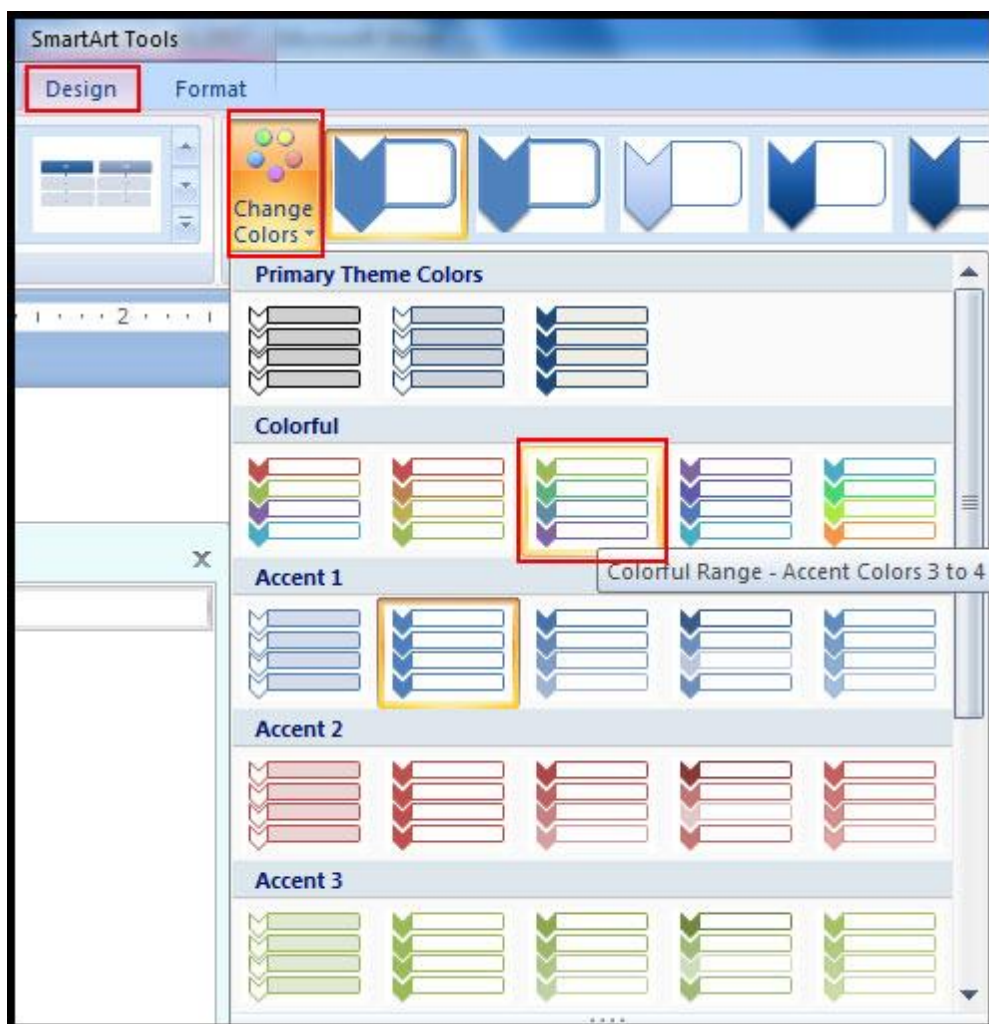 SmartArt Tools
Design Format
Change
Colors
Primary Theme Colors
2
Colorful
Colorful Range - Accent Colors 3 to 4
Accent 1
Accent 2
Accent 3